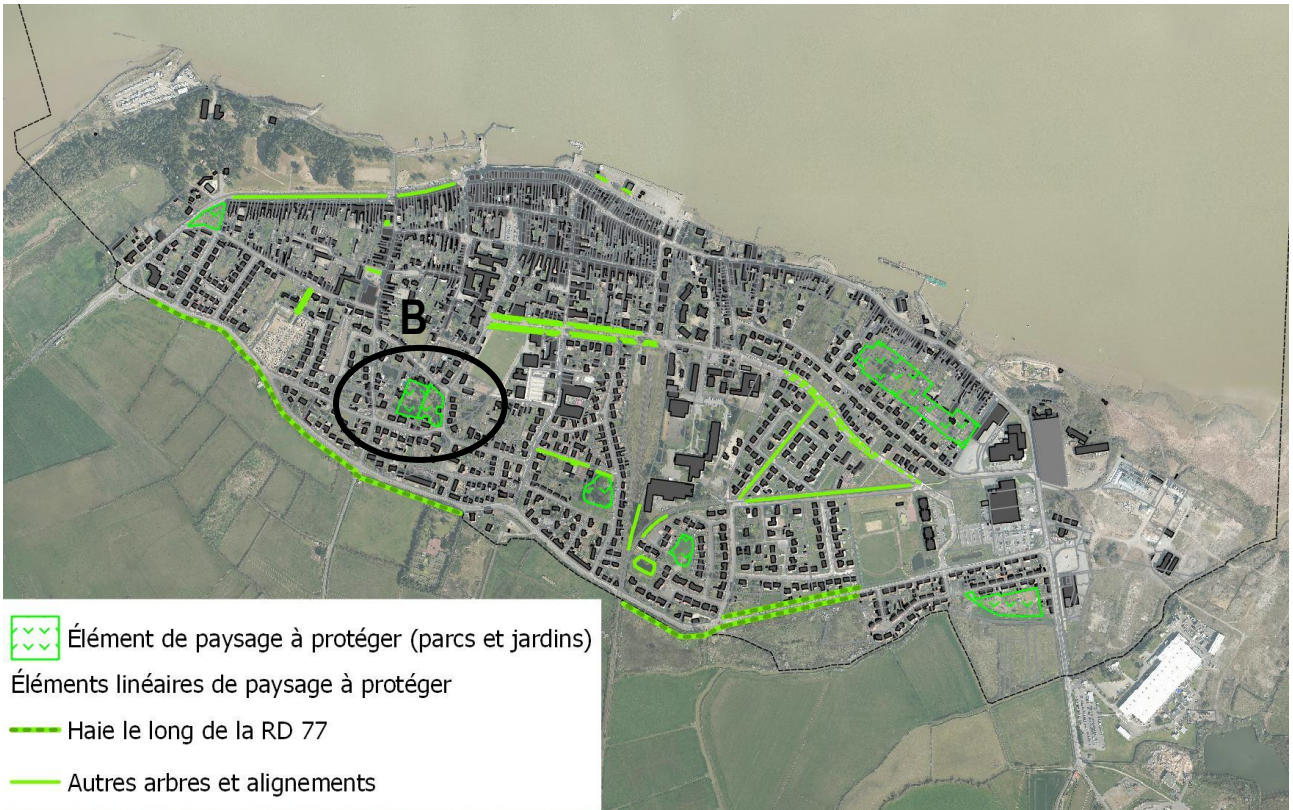 B
Élément de paysage à protéger (parcs et jardins)
Éléments linéaires de paysage à protéger
Haie le long de la RD 77
Autres arbres et alignements